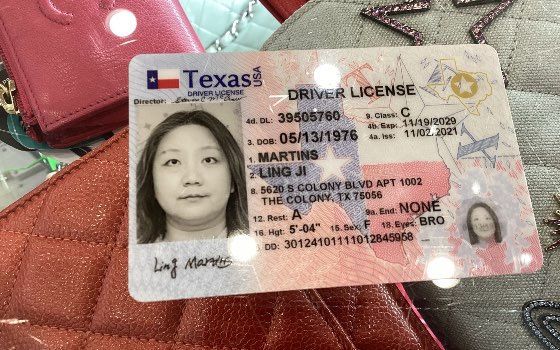 Texas USA
DRIVER LICENSE
Director:
DRIVER LICENSE
4d. DL: 39505760 9. Class: C
4b. Exp: 11/19/2029
3. DOB: 05/13/1976 4a. Iss: 11/02/2021
1. MARTINS
2. LING JI
8. 5620 S COLONY BLVD APT 1002
THE COLONY, TX 75056
12. Rest. A 9a. End: NONE
16. Hgt: 5'-04" 15. Sex: F 18. Eyes: BRO
5. DD: 30124101111012845958
Ling Martins